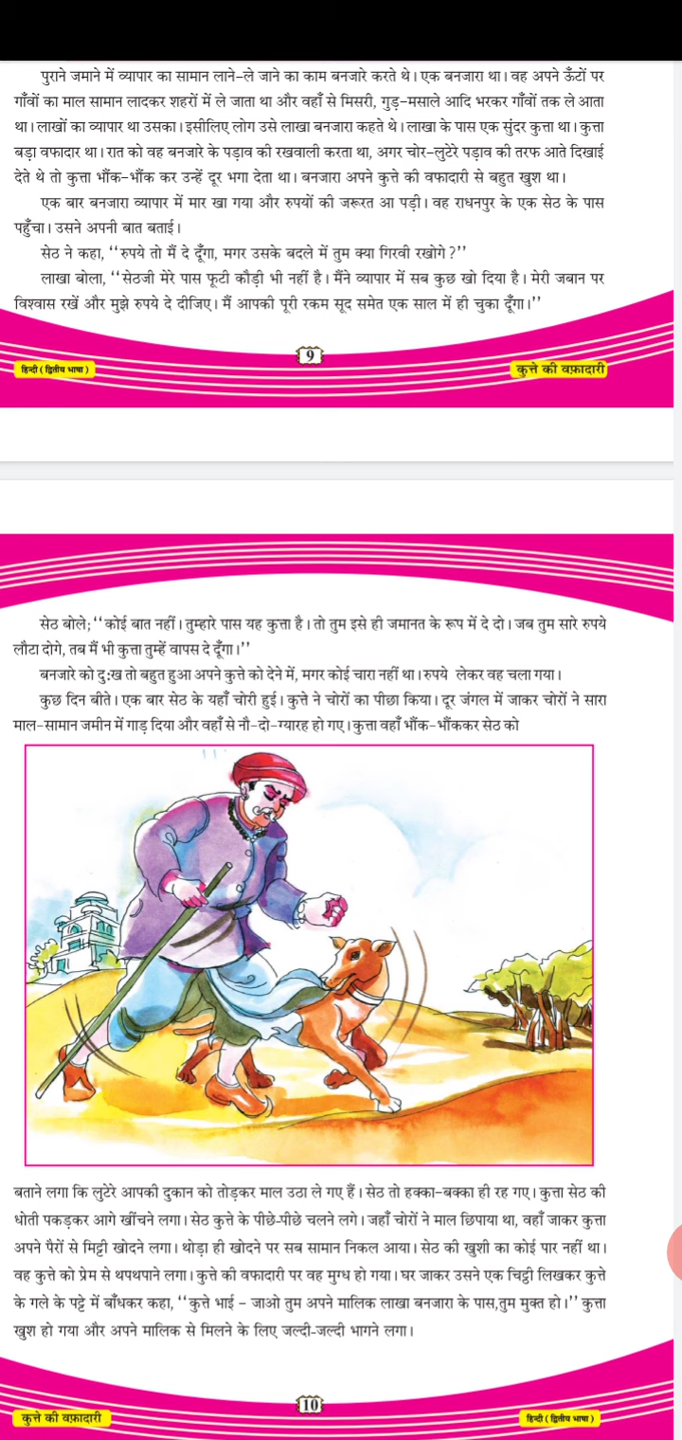 पुराने जमाने में व्यापार का सामान लाने-ले जाने का काम बनजारे करते थे। एक बनजारा था। वह अपने ऊँटों पर
गाँवों का माल सामान लादकर शहरों में ले जाता था और वहाँ से मिसरी, गुड़-मसाले आदि भरकर गाँवों तक ले आता
था। लाखों का व्यापार था उसका। इसीलिए लोग उसे लाखा बनजारा कहते थे। लाखा के पास एक सुंदर कुत्ता था। कुत्ता
बड़ा वफादार था। रात को वह बनजारे के पड़ाव की रखवाली करता था, अगर चोर-लुटेरे पड़ाव की तरफ आते दिखाई
देते थे तो कुत्ता भौंक-भौंक कर उन्हें दूर भगा देता था। बनजारा अपने कुत्ते की वफादारी से बहुत खुश था।
एक बार बनजारा व्यापार में मार खा गया और रुपयों की जरूरत आ पड़ी। वह राधनपुर के एक सेठ के पास
पहुँचा। उसने अपनी बात बताई।
सेठ ने कहा, ‘‘रुपये तो मैं दे दूँगा, मगर उसके बदले में तुम क्या गिरवी रखोगे ?’’
लाखा बोला, ‘‘सेठजी मेरे पास फूटी कौड़ी भी नहीं है। मैंने व्यापार में सब कुछ खो दिया है। मेरी जबान पर
विश्वास रखें और मुझे रुपये दे दीजिए। मैं आपकी पूरी रकम सूद समेत एक साल में ही चुका दूँगा।’’
9
हिन्दी ( द्वितीय भाषा )
कुत्ते की वफ़ादारी
सेठ बोले; ‘‘कोई बात नहीं। तुम्हारे पास यह कुत्ता है। तो तुम इसे ही जमानत के रूप में दे दो। जब तुम सारे रुपये
लौटा दोगे, तब मैं भी कुत्ता तुम्हें वापस दे दूँगा।’’
बनजारे को दुःख तो बहुत हुआ अपने कुत्ते को देने में, मगर कोई चारा नहीं था। रुपये लेकर वह चला गया।
कुछ दिन बीते। एक बार सेठ के यहाँ चोरी हुई। कुत्ते ने चोरों का पीछा किया। दूर जंगल में जाकर चोरों ने सारा
माल-सामान जमीन में गाड़ दिया और वहाँ से नौ-दो-ग्यारह हो गए। कुत्ता वहाँ भौंक-भौंककर सेठ को
बताने लगा कि लुटेरे आपकी दुकान को तोड़कर माल उठा ले गए हैं। सेठ तो हक्का-बक्का ही रह गए। कुत्ता सेठ की
धोती पकड़कर आगे खींचने लगा। सेठ कुत्ते के पीछे-पीछे चलने लगे। जहाँ चोरों ने माल छिपाया था, वहाँ जाकर कुत्ता
अपने पैरों से मिट्टी खोदने लगा। थोड़ा ही खोदने पर सब सामान निकल आया। सेठ की खुशी का कोई पार नहीं था।
वह कुत्ते को प्रेम से थपथपाने लगा। कुत्ते की वफादारी पर वह मुग्ध हो गया। घर जाकर उसने एक चिट्ठी लिखकर कुत्ते
के गले के पट्टे में बाँधकर कहा, ‘‘कुत्ते भाई - जाओ तुम अपने मालिक लाखा बनजारा के पास,तुम मुक्त हो।’’ कुत्ता
खुश हो गया और अपने मालिक से मिलने के लिए जल्दी-जल्दी भागने लगा।
10
कुत्ते की वफ़ादारी
हिन्दी ( द्वितीय भाषा )